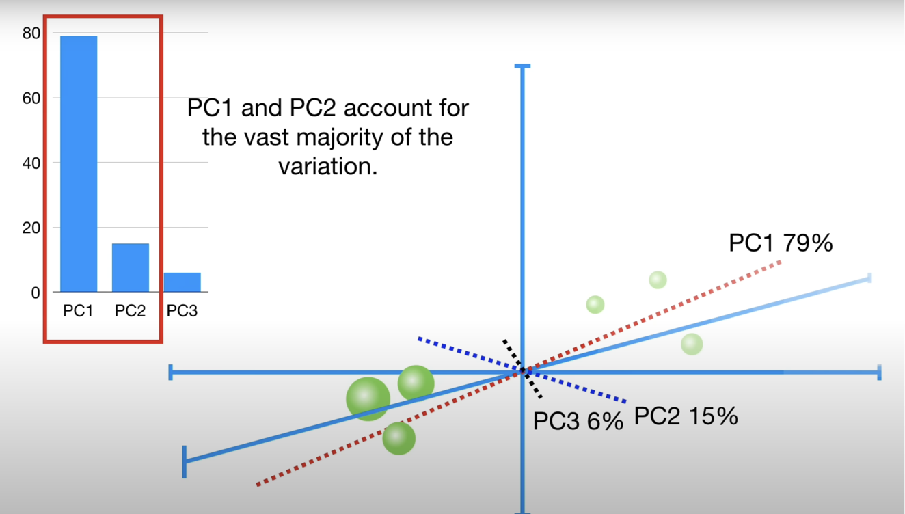 80
60
40
20
0
PC1 PC2 PC3
PC1 and PC2 account for
the vast majority of the
variation.
PC1 79%
PC3 6% PC2 15%